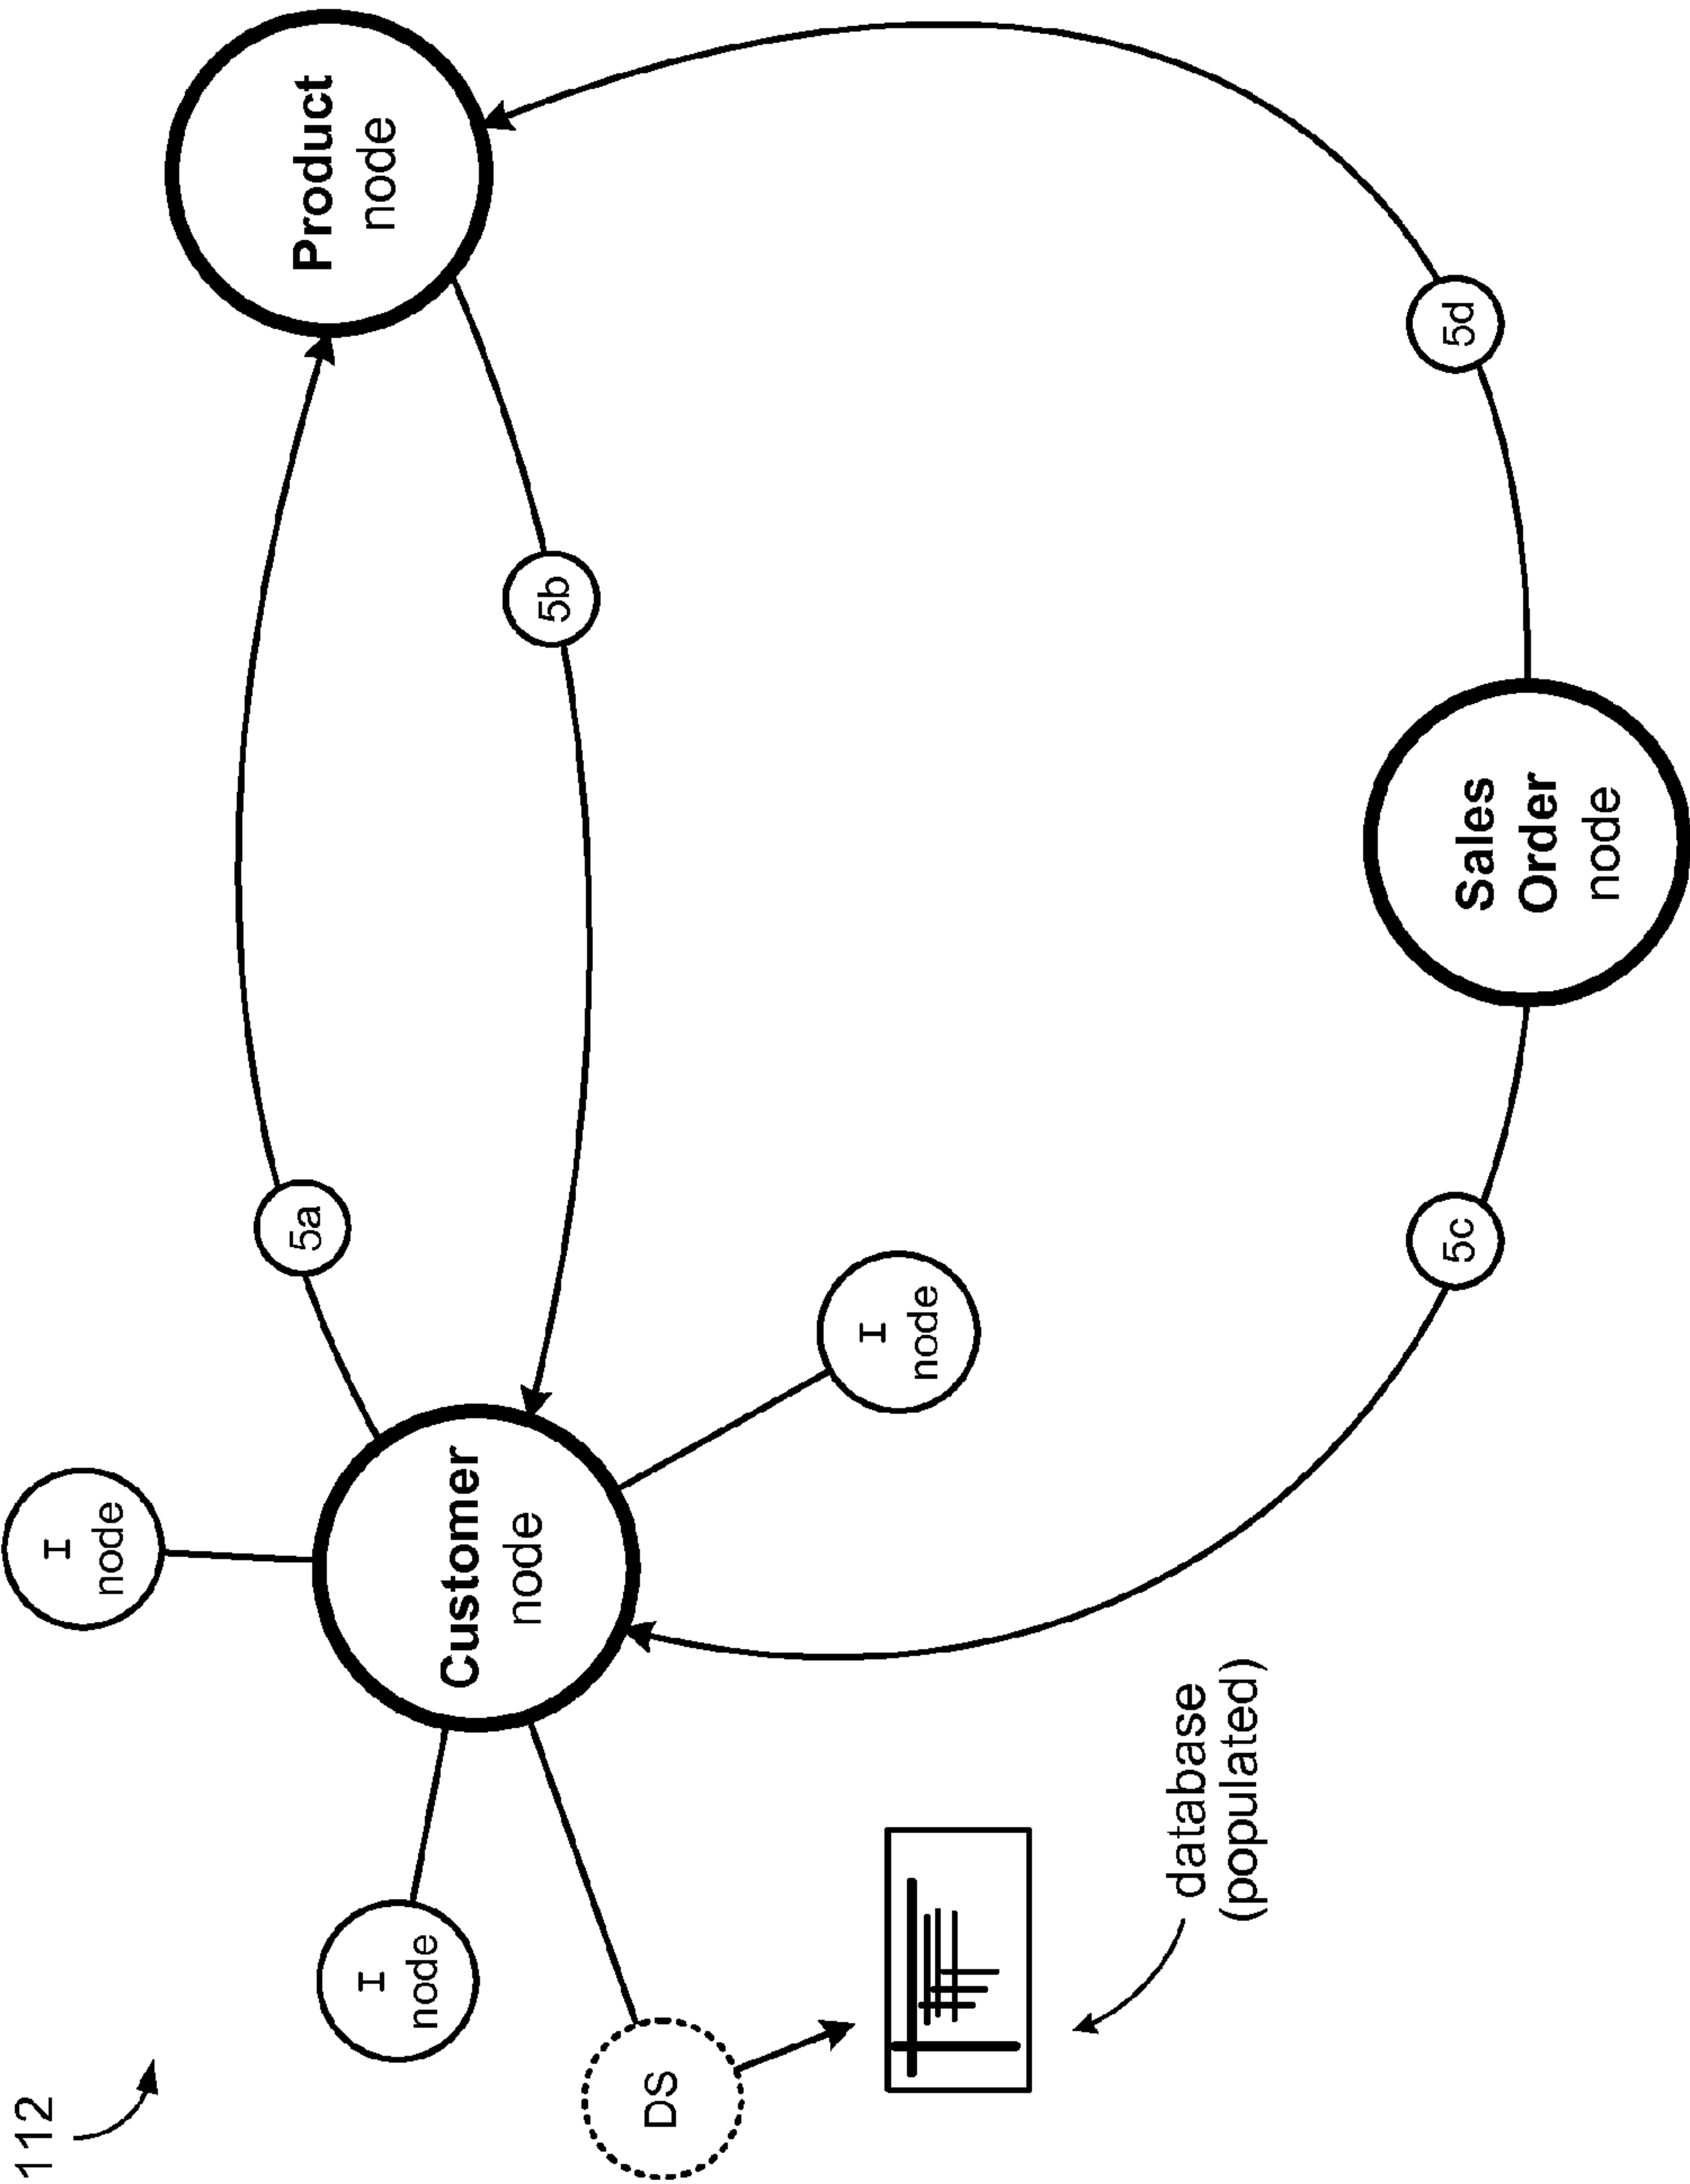 112
I
node
Product
node
5a
I
node
Customer
node
5b
DS
I
node
database
(populated)
5c
5d
Sales
Order
node